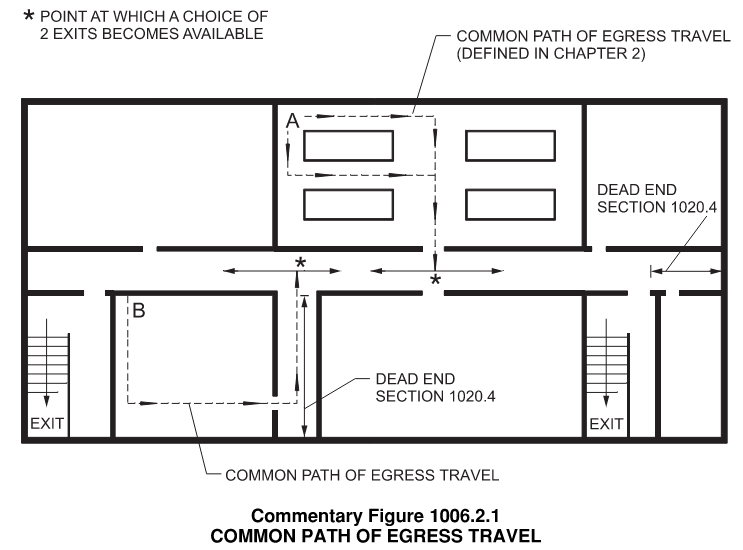 * POINT AT WHICH A CHOICE OF
2 EXITS BECOMES AVAILABLE
COMMON PATH OF EGRESS TRAVEL
(DEFINED IN CHAPTER 2)
A
DEAD END
SECTION 1020.4
*
*
B
DEAD END
SECTION 1020.4
EXIT
EXIT
COMMON PATH OF EGRESS TRAVEL
Commentary Figure 1006.2.1
COMMON PATH OF EGRESS TRAVEL